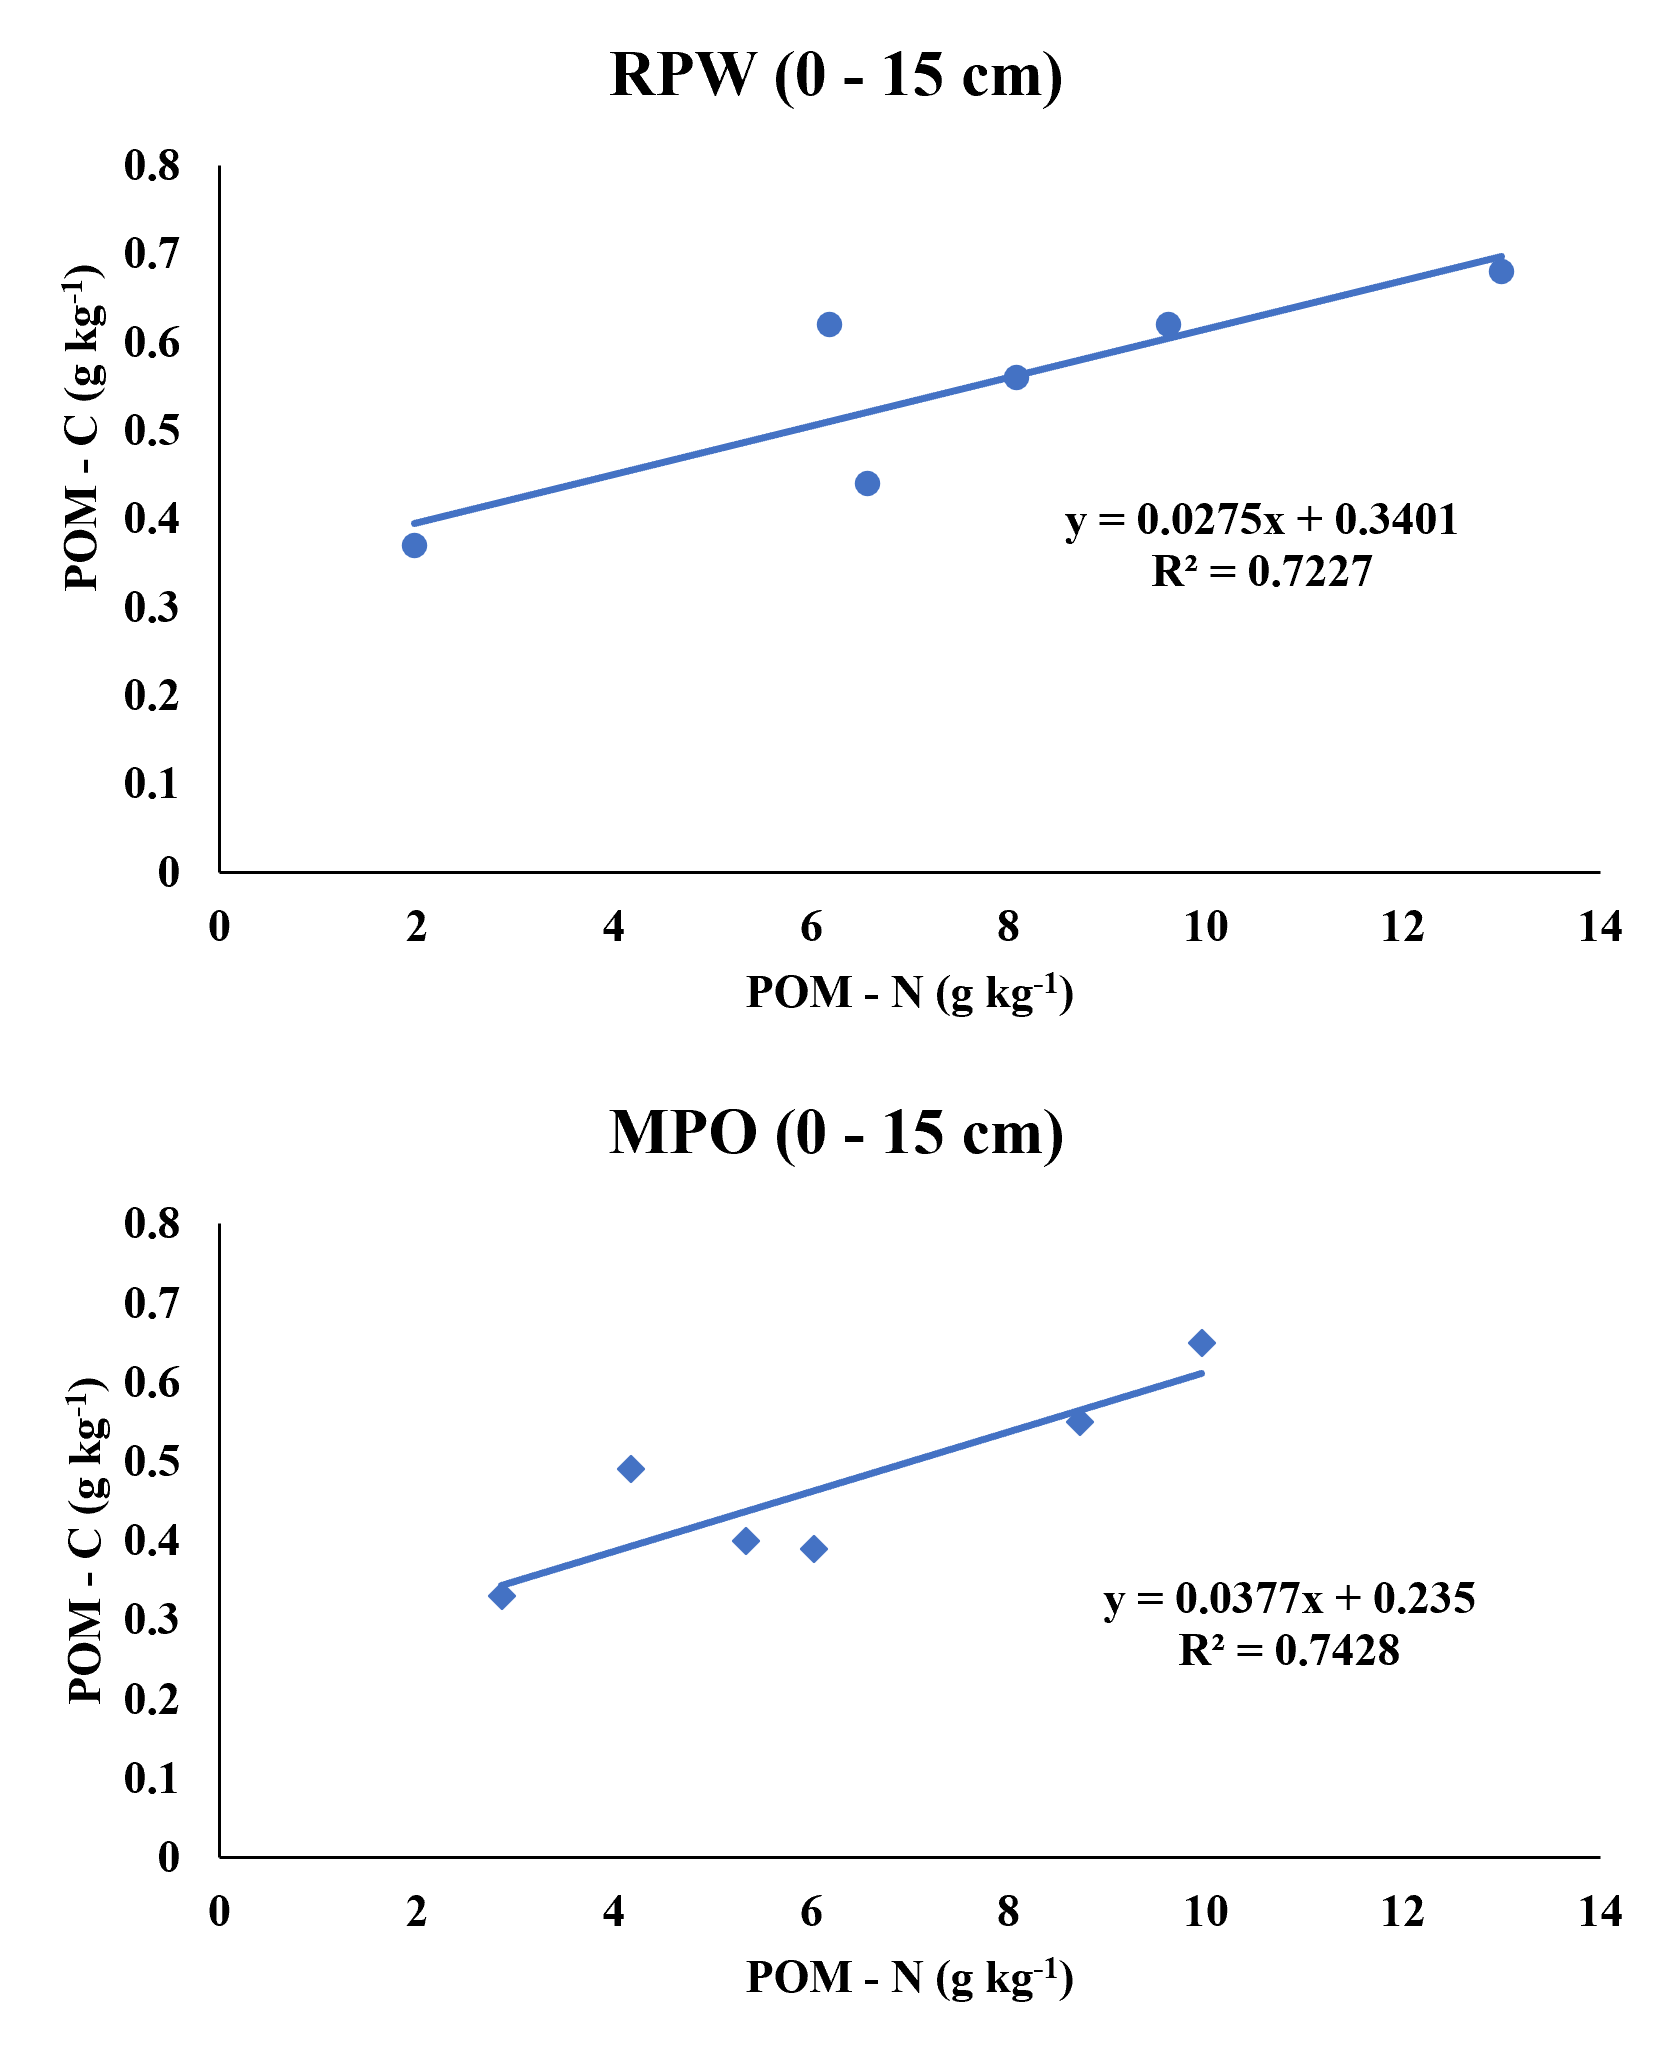 RPW (0 - 15 cm)
0.8
0.7
0.6
0.5
0.4
0.3
0.2
0.1
0
POM - C (g kg⁻¹)
y = 0.0275x + 0.3401
R² = 0.7227
0 2 4 6 8 10 12 14
POM - N (g kg⁻¹)
MPO (0 - 15 cm)
0.8
0.7
0.6
0.5
0.4
0.3
0.2
0.1
0
POM - C (g kg⁻¹)
y = 0.0377x + 0.235
R² = 0.7428
0 2 4 6 8 10 12 14
POM - N (g kg⁻¹)